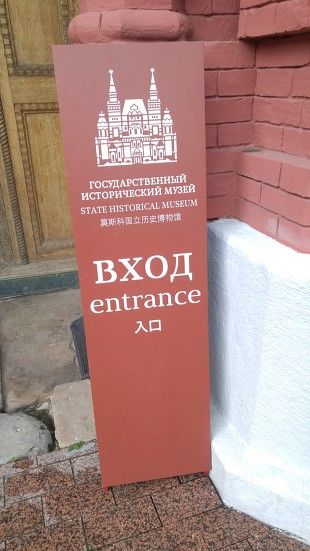 ГОСУДАРСТВЕННЫЙ
ИСТОРИЧЕСКИЙ МУЗЕЙ
STATE HISTORICAL MUSEUM
莫斯科国立历史博物馆
ВХОД
entrance
入口